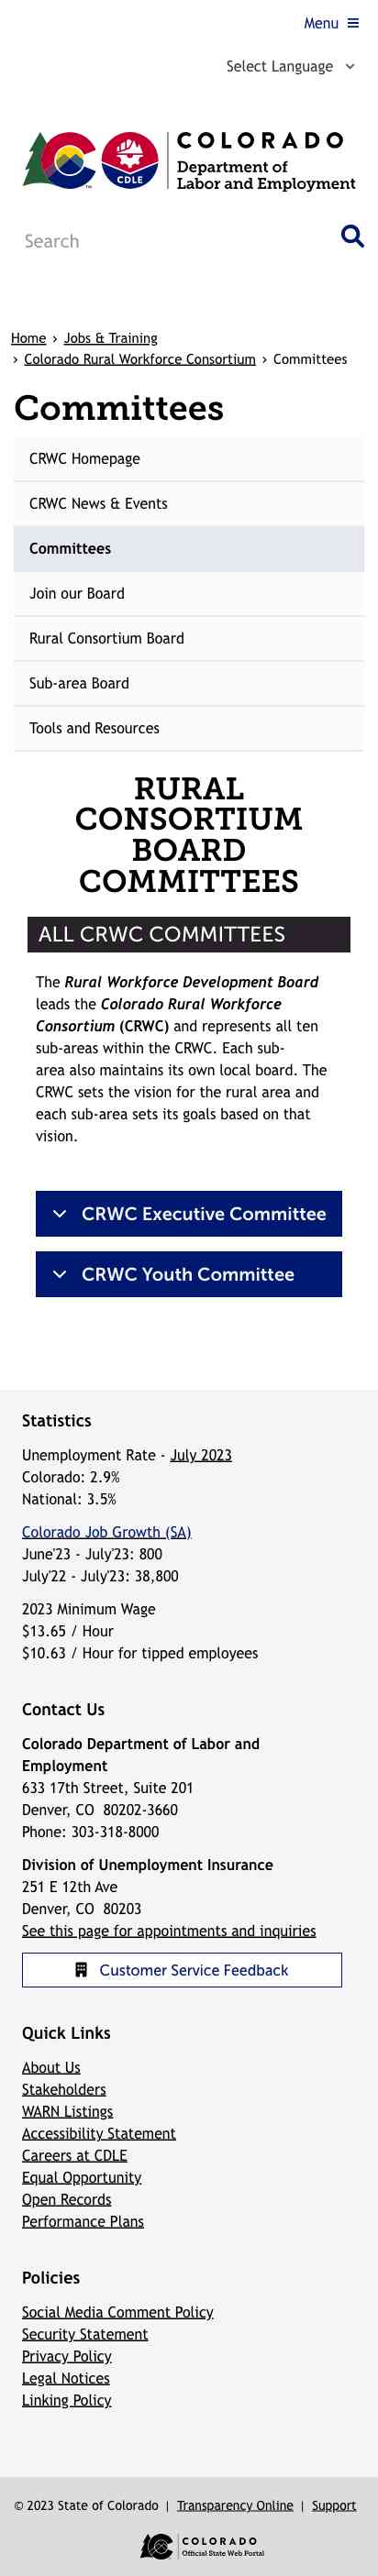 Menu
Select Language
CDLE
TM
COLORADO
Department of
Labor and Employment
Search
Home › Jobs & Training
› Colorado Rural Workforce Consortium › Committees
Committees
CRWC Homepage
CRWC News & Events
Committees
Join our Board
Rural Consortium Board
Sub-area Board
Tools and Resources
RURAL
CONSORTIUM
BOARD
COMMITTEES
ALL CRWC COMMITTEES
The Rural Workforce Development Board
leads the Colorado Rural Workforce
Consortium (CRWC) and represents all ten
sub-areas within the CRWC. Each sub-
area also maintains its own local board. The
CRWC sets the vision for the rural area and
each sub-area sets its goals based on that
vision.
CRWC Executive Committee
CRWC Youth Committee
Statistics
Unemployment Rate - July 2023
Colorado: 2.9%
National: 3.5%
Colorado Job Growth (SA)
June'23 - July'23: 800
July'22 - July'23: 38,800
2023 Minimum Wage
$13.65 / Hour
$10.63 / Hour for tipped employees
Contact Us
Colorado Department of Labor and
Employment
633 17th Street, Suite 201
Denver, CO 80202-3660
Phone: 303-318-8000
Division of Unemployment Insurance
251 E 12th Ave
Denver, CO 80203
See this page for appointments and inquiries
Customer Service Feedback
Quick Links
About Us
Stakeholders
WARN Listings
Accessibility Statement
Careers at CDLE
Equal Opportunity
Open Records
Performance Plans
Policies
Social Media Comment Policy
Security Statement
Privacy Policy
Legal Notices
Linking Policy
© 2023 State of Colorado | Transparency Online | Support
COLORADO
Official State Web Portal